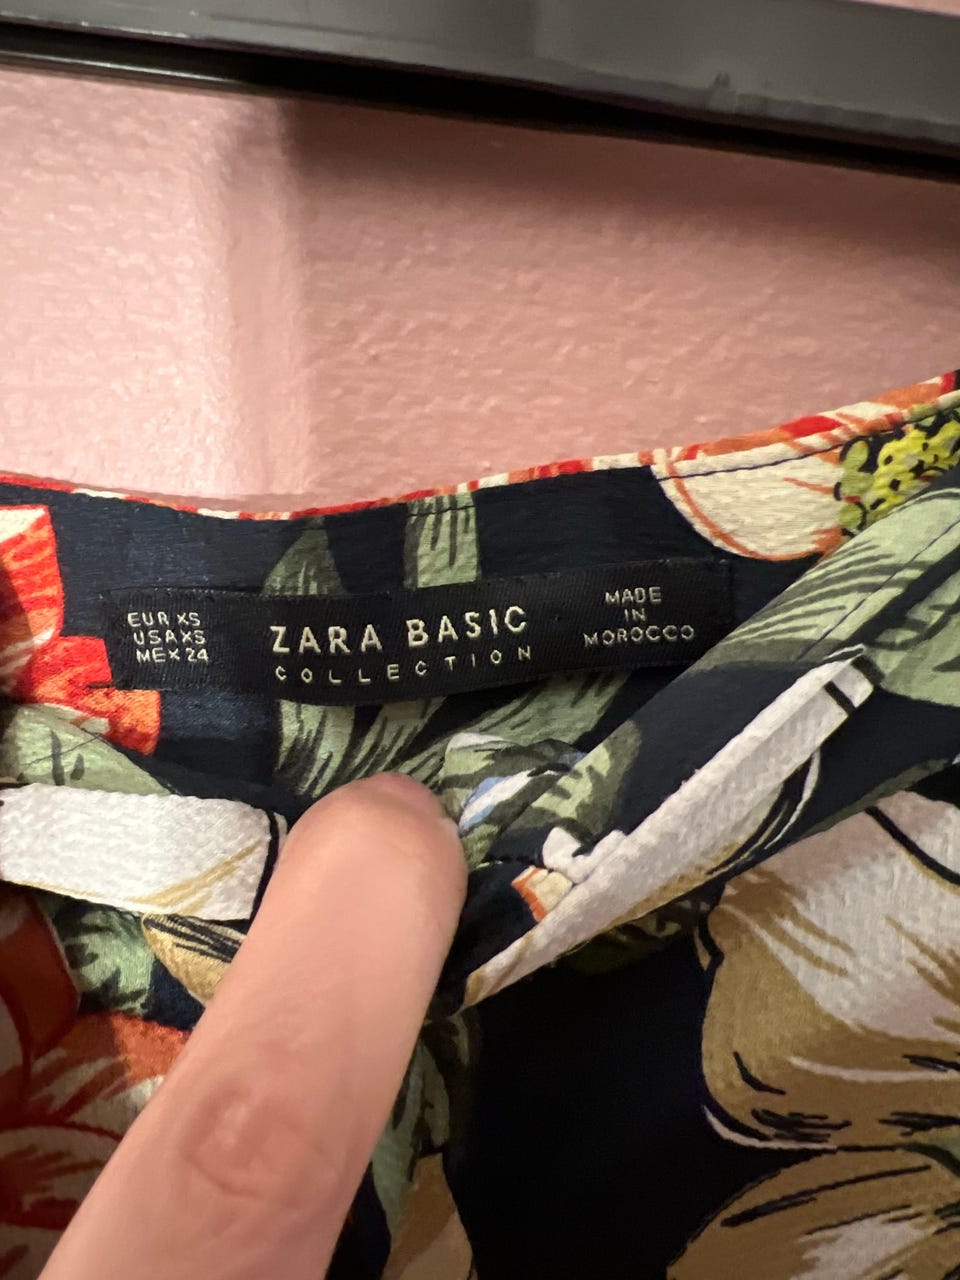 EUR XS
USA XS
MEX 24
ZARA BASIC
COLLECTION
MADE
IN
MOROCCO